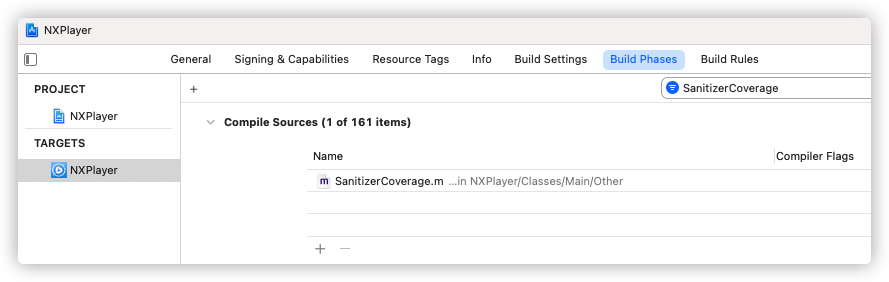 NXPlayer
General Signing & Capabilities Resource Tags Info Build Settings Build Phases Build Rules
PROJECT
NXPlayer
TARGETS
NXPlayer
+
SanitizerCoverage
Compile Sources (1 of 161 items)
Name Compiler Flags
m SanitizerCoverage.m ...in NXPlayer/Classes/Main/Other
+ −